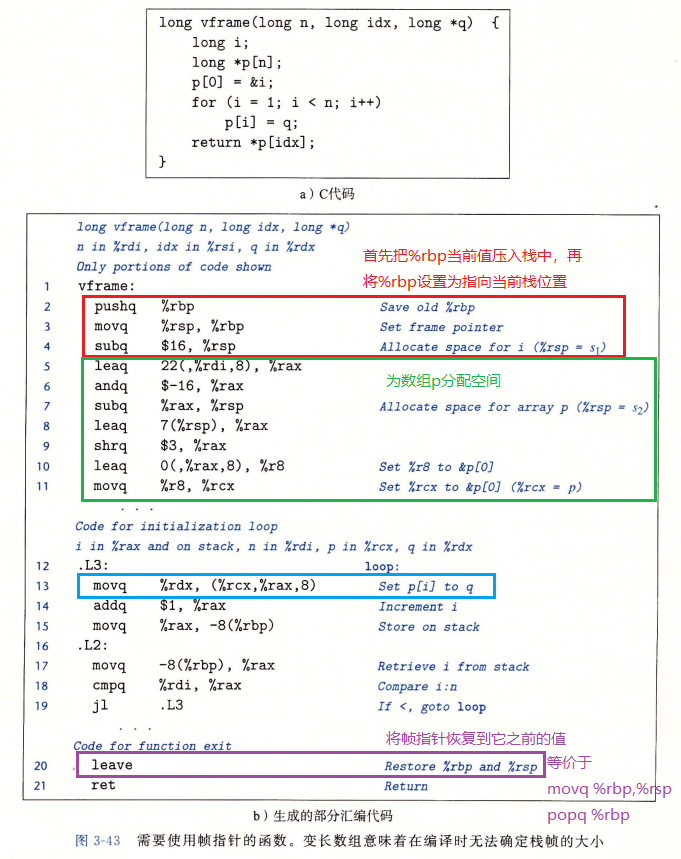 long vframe(long n, long idx, long *q) {
long i;
long *p[n];
p[0] = &i;
for (i = 1; i < n; i++)
p[i] = q;
return *p[idx];
}
a）C代码
long vframe(long n, long idx, long *q)
n in %rdi, idx in %rsi, q in %rdx
Only portions of code shown
首先把%rbp当前值压入栈中，再
将%rbp设置为指向当前栈位置
1 vframe:
2 pushq %rbp Save old %rbp
3 movq %rsp, %rbp Set frame pointer
4 subq $16, %rsp Allocate space for i (%rsp = s₁)
5 leaq 22(,%rdi,8), %rax
为数组p分配空间
6 andq $-16, %rax
7 subq %rax, %rsp Allocate space for array p (%rsp = s₂)
8 leaq 7(%rsp), %rax
9 shrq $3, %rax
10 leaq 0(,%rax,8), %r8 Set %r8 to &p[0]
11 movq %r8, %rcx Set %rcx to &p[0] (%rcx = p)
. . .
Code for initialization loop
i in %rax and on stack, n in %rdi, p in %rcx, q in %rdx
12 .L3: loop:
13 movq %rdx, (%rcx,%rax,8) Set p[i] to q
14 addq $1, %rax Increment i
15 movq %rax, -8(%rbp) Store on stack
16 .L2:
17 movq -8(%rbp), %rax Retrieve i from stack
18 cmpq %rdi, %rax Compare i:n
19 jl .L3 If <, goto loop
. . .
Code for function exit
将帧指针恢复到它之前的值
20 leave Restore %rbp and %rsp
等价于
21 ret Return
movq %rbp,%rsp
popq %rbp
b）生成的部分汇编代码
图 3-43 需要使用帧指针的函数。变长数组意味着在编译时无法确定栈帧的大小